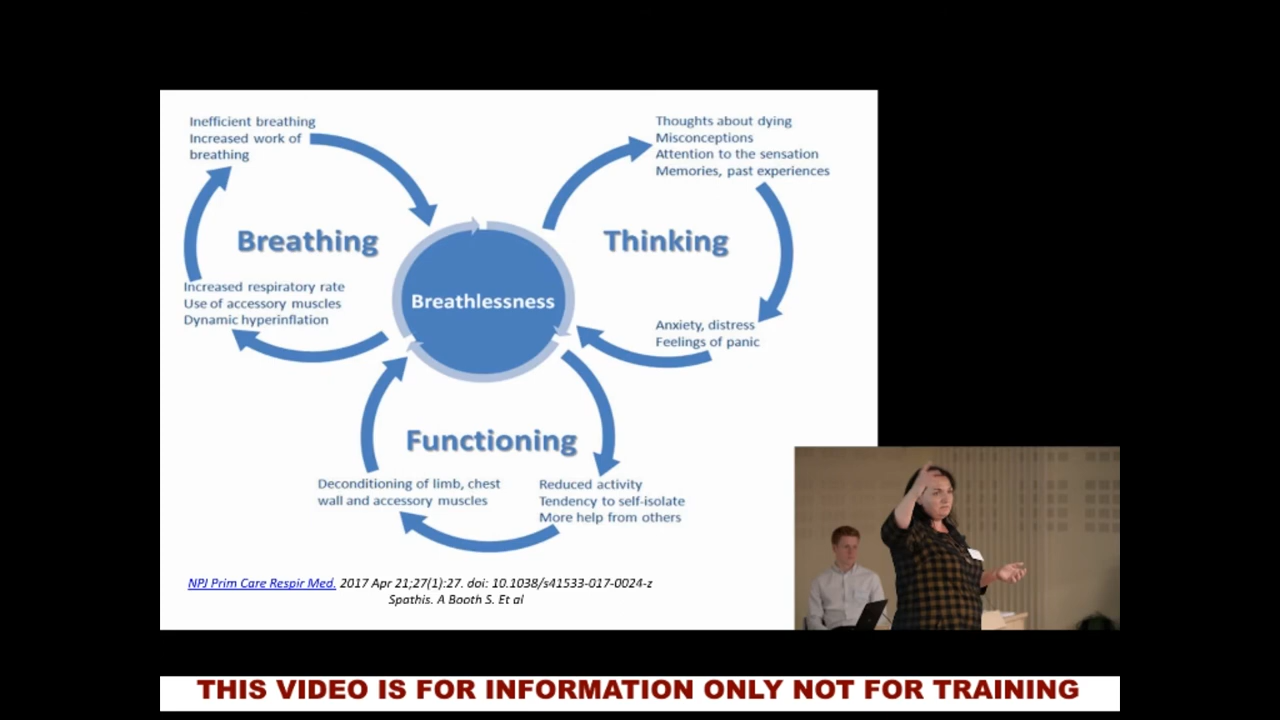 Inefficient breathing
Increased work of
breathing
Thoughts about dying
Misconceptions
Attention to the sensation
Memories, past experiences
Breathing
Thinking
Breathlessness
Increased respiratory rate
Use of accessory muscles
Dynamic hyperinflation
Anxiety, distress
Feelings of panic
Functioning
Deconditioning of limb, chest
wall and accessory muscles
Reduced activity
Tendency to self-isolate
More help from others
NPJ Prim Care Respir Med. 2017 Apr 21;27(1):27. doi: 10.1038/s41533-017-0024-z
Spathis. A Booth S. Et al
THIS VIDEO IS FOR INFORMATION ONLY NOT FOR TRAINING